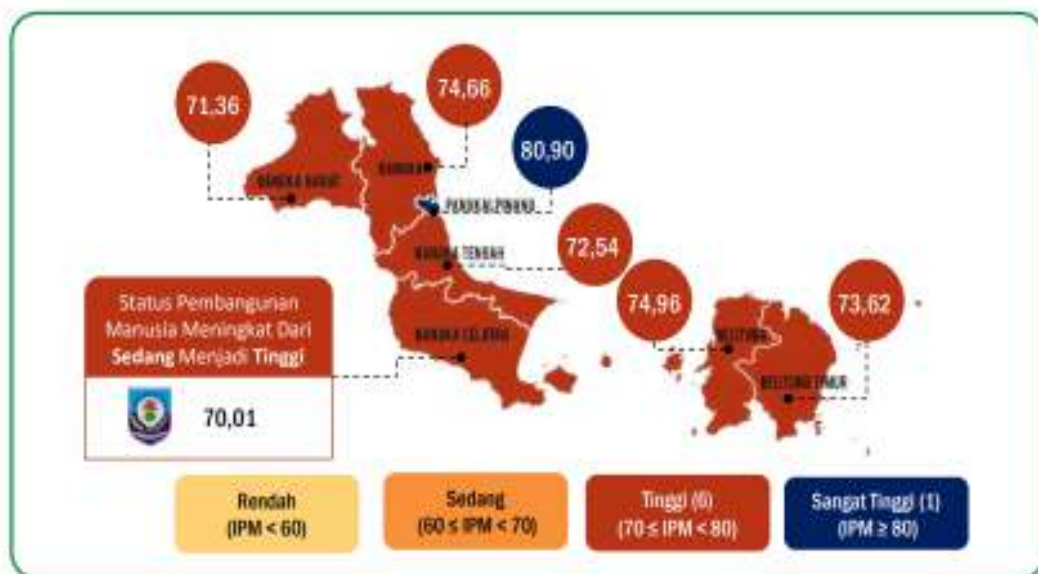 71,36
74,66
80,90
BANGKA BARAT
BANGKA
PANGKALPINANG
BANGKA TENGAH
72,54
74,96
73,62
BANGKA SELATAN
BELITUNG
BELITUNG TIMUR
Status Pembangunan
Manusia Meningkat Dari
Sedang Menjadi Tinggi
70,01
Rendah
(IPM < 60)
Sedang
(60 ≤ IPM < 70)
Tinggi (6)
(70 ≤ IPM < 80)
Sangat Tinggi (1)
(IPM ≥ 80)